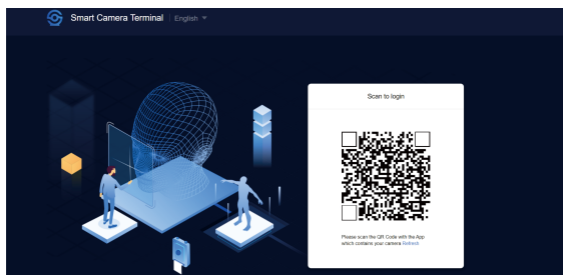 Smart Camera Terminal
English
Scan to login
Please scan the QR Code with the App
which contains your camera Refresh